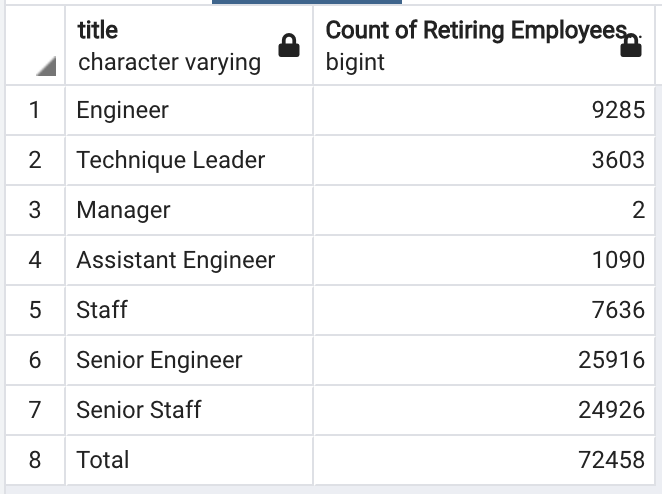 title
character varying
Count of Retiring Employees..
bigint
1 Engineer 9285
2 Technique Leader 3603
3 Manager 2
4 Assistant Engineer 1090
5 Staff 7636
6 Senior Engineer 25916
7 Senior Staff 24926
8 Total 72458